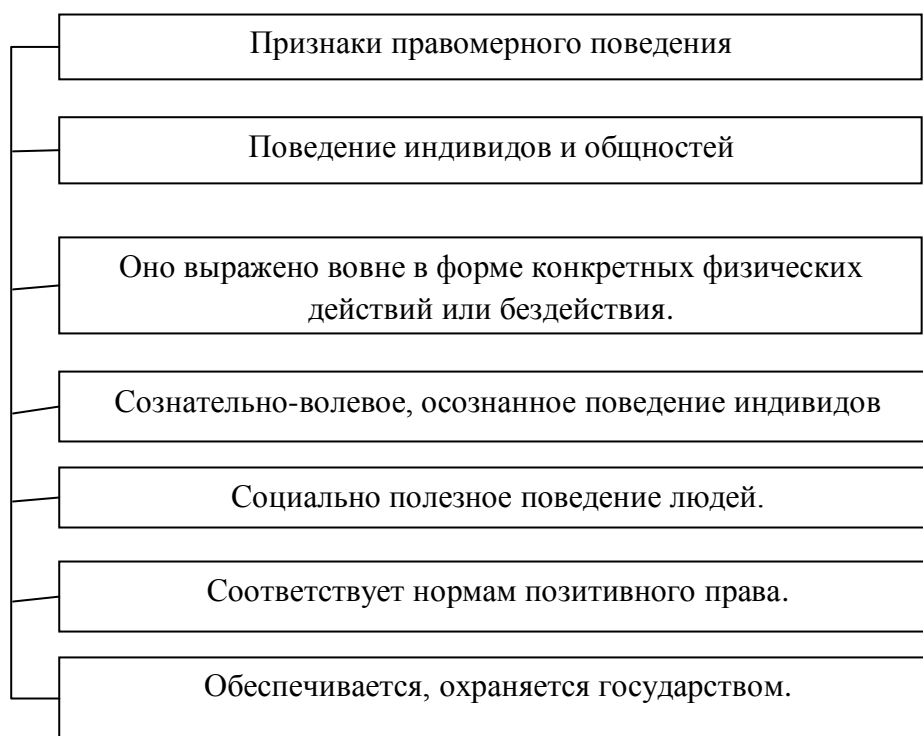 Признаки правомерного поведения
Поведение индивидов и общностей
Оно выражено вовне в форме конкретных физических
действий или бездействия.
Сознательно-волевое, осознанное поведение индивидов
Социально полезное поведение людей.
Соответствует нормам позитивного права.
Обеспечивается, охраняется государством.